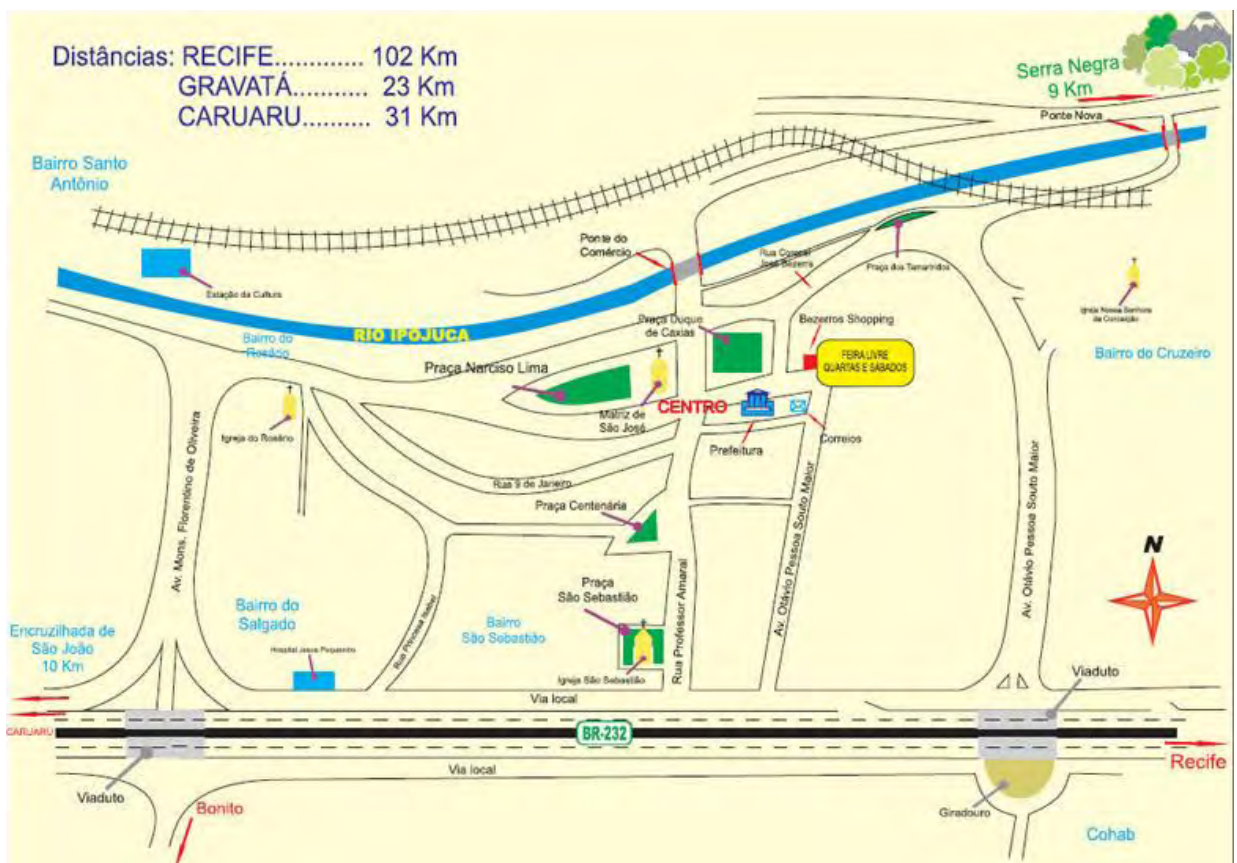 Distâncias: RECIFE............. 102 Km
GRAVATÁ........... 23 Km
CARUARU.......... 31 Km
Serra Negra
9 Km
Ponte Nova
Bairro Santo
Antônio
Ponte do
Comércio
Rua Coronel
José Bezerra
Praça dos Tamarindos
Estação da Cultura
Igreja Nossa Senhora
da Conceição
RIO IPOJUCA
Bairro do
Rosário
Praça Duque
de Caxias
Bezerros Shopping
FEIRA LIVRE
QUARTAS E SÁBADOS
Bairro do Cruzeiro
Praça Narciso Lima
CENTRO
Matriz de
São José
Igreja do Rosário
Correios
Prefeitura
Rua 9 de Janeiro
Praça Centenária
Av. Mons. Florentino de Oliveira
Rua Princesa Isabel
Rua Professor Amaral
Av. Otávio Pessoa Souto Maior
Av. Otávio Pessoa Souto Maior
N
Praça
São Sebastião
Bairro do
Salgado
Bairro
São Sebastião
Encruzilhada de
São João
10 Km
Hospital Jesus Pequenino
Igreja São Sebastião
Viaduto
Via local
CARUARU
BR-232
Recife
Via local
Viaduto
Bonito
Giradouro
Cohab